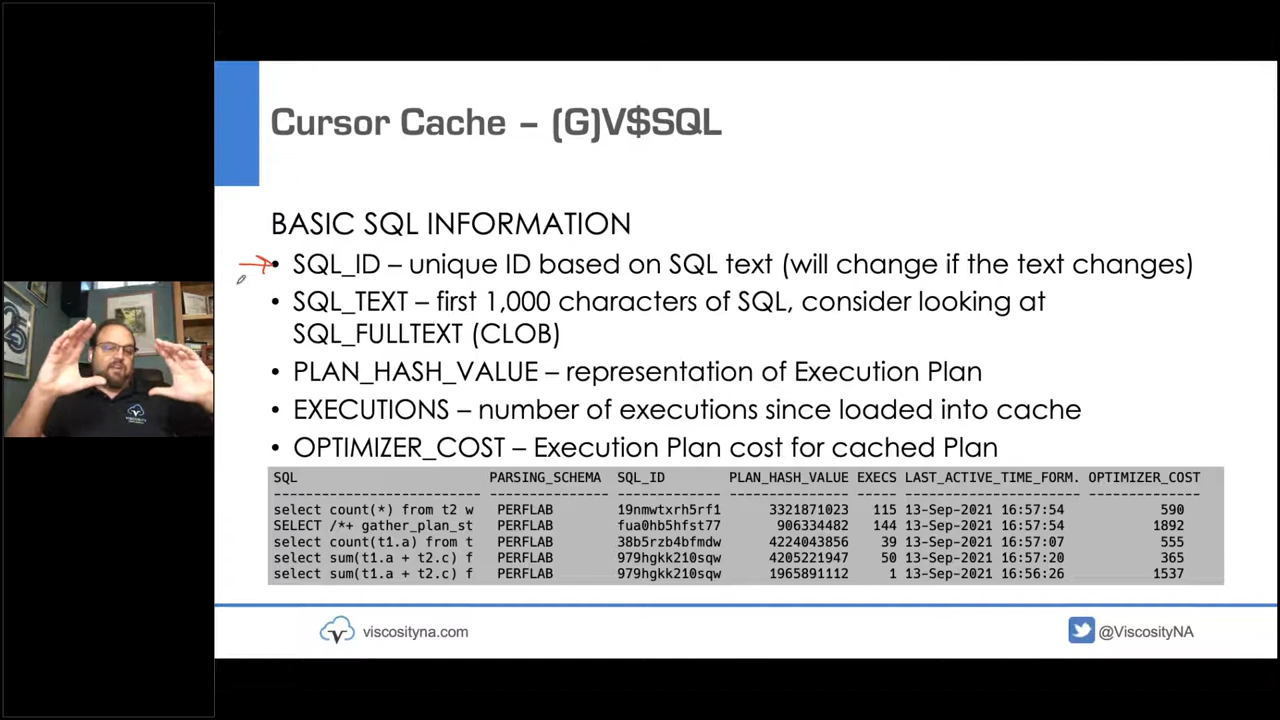 Cursor Cache – (G)V$SQL
BASIC SQL INFORMATION
• SQL_ID – unique ID based on SQL text (will change if the text changes)
• SQL_TEXT – first 1,000 characters of SQL, consider looking at
SQL_FULLTEXT (CLOB)
• PLAN_HASH_VALUE – representation of Execution Plan
• EXECUTIONS – number of executions since loaded into cache
• OPTIMIZER_COST – Execution Plan cost for cached Plan
SQL PARSING_SCHEMA SQL_ID PLAN_HASH_VALUE EXECS LAST_ACTIVE_TIME_FORM. OPTIMIZER_COST
select count(*) from t2 w PERFLAB 19nmwtxrh5rf1 3321871023 115 13-Sep-2021 16:57:54 590
SELECT /*+ gather_plan_st PERFLAB fua0hb5hfst77 906334482 144 13-Sep-2021 16:57:54 1892
select count(t1.a) from t PERFLAB 38b5rzb4bfmdw 4224043856 39 13-Sep-2021 16:57:07 555
select sum(t1.a + t2.c) f PERFLAB 979hgkk210sqw 4205221947 50 13-Sep-2021 16:57:20 365
select sum(t1.a + t2.c) f PERFLAB 979hgkk210sqw 1965891112 1 13-Sep-2021 16:56:26 1537
viscosityna.com
@ViscosityNA